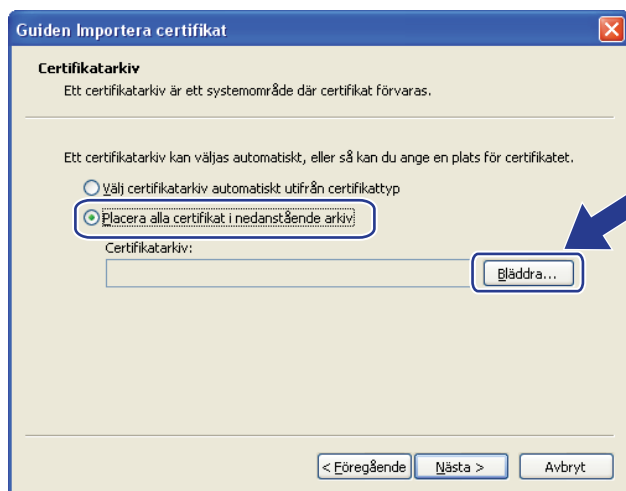 Guiden Importera certifikat
Certifikatarkiv
Ett certifikatarkiv är ett systemområde där certifikat förvaras.
Ett certifikatarkiv kan väljas automatiskt, eller så kan du ange en plats för certifikatet.
Välj certifikatarkiv automatiskt utifrån certifikattyp
Placera alla certifikat i nedanstående arkiv
Certifikatarkiv:
Bläddra...
< Föregående Nästa > Avbryt